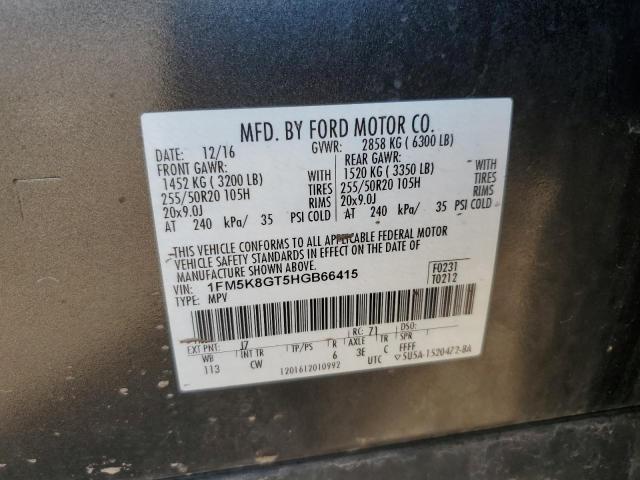 MFD. BY FORD MOTOR CO.
DATE: 12/16 GVWR: 2858 KG ( 6300 LB)
FRONT GAWR: REAR GAWR:
1452 KG ( 3200 LB) WITH 1520 KG ( 3350 LB) WITH
255/50R20 105H TIRES 255/50R20 105H TIRES
20x9.0J RIMS 20x9.0J RIMS
AT 240 kPa/ 35 PSI COLD AT 240 kPa/ 35 PSI COLD
THIS VEHICLE CONFORMS TO ALL APPLICABLE FEDERAL MOTOR
VEHICLE SAFETY STANDARDS IN EFFECT ON THE DATE OF
MANUFACTURE SHOWN ABOVE.
VIN: 1FM5K8GT5HGB66415 F0231
TYPE: MPV T0212
EXT PNT: J7 RC: 71 DSO:
WB INT TR TP/PS R AXLE TR
113 CW 6 3E C FFFF
1201612010992 UTC 5U5A-1520472-BA